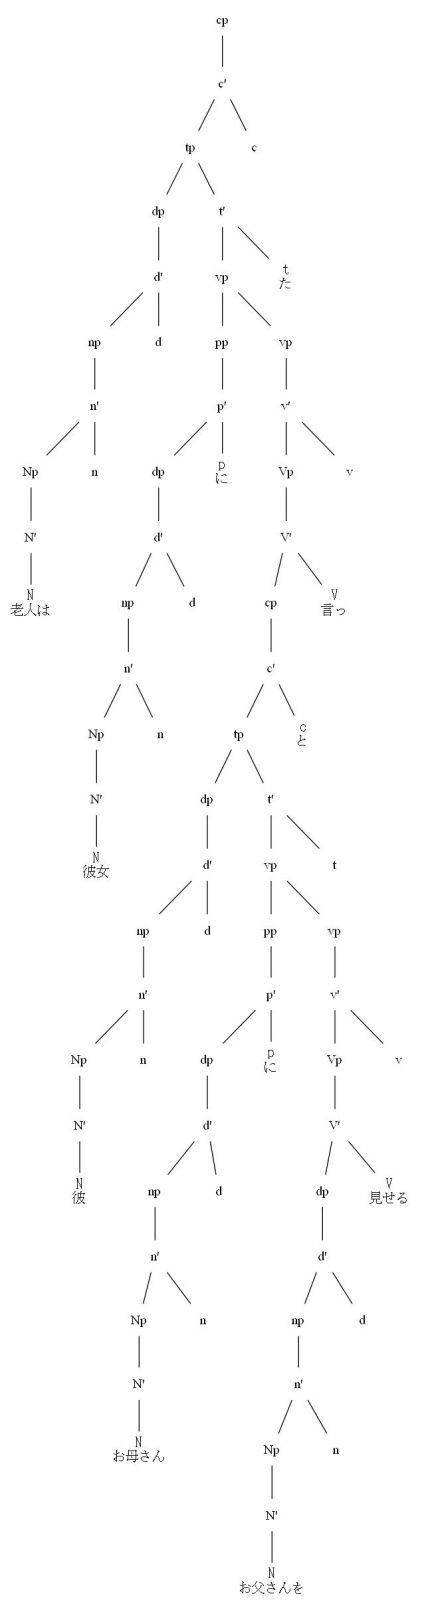 cp
c'
tp c
dp t'
d' vp t
た
np d pp vp
n' p' v'
Np n dp p Vp v
に
N' d' V'
N np d cp V
老人は 言っ
n' c'
Np n tp c
と
N' dp t'
N d' vp t
彼女
np d pp vp
n' p' v'
Np n dp p Vp v
に
N' d' V'
N np d dp V
彼 見せる
n' d'
Np n np d
N' n'
N Np n
お母さん
N'
N
お父さんを